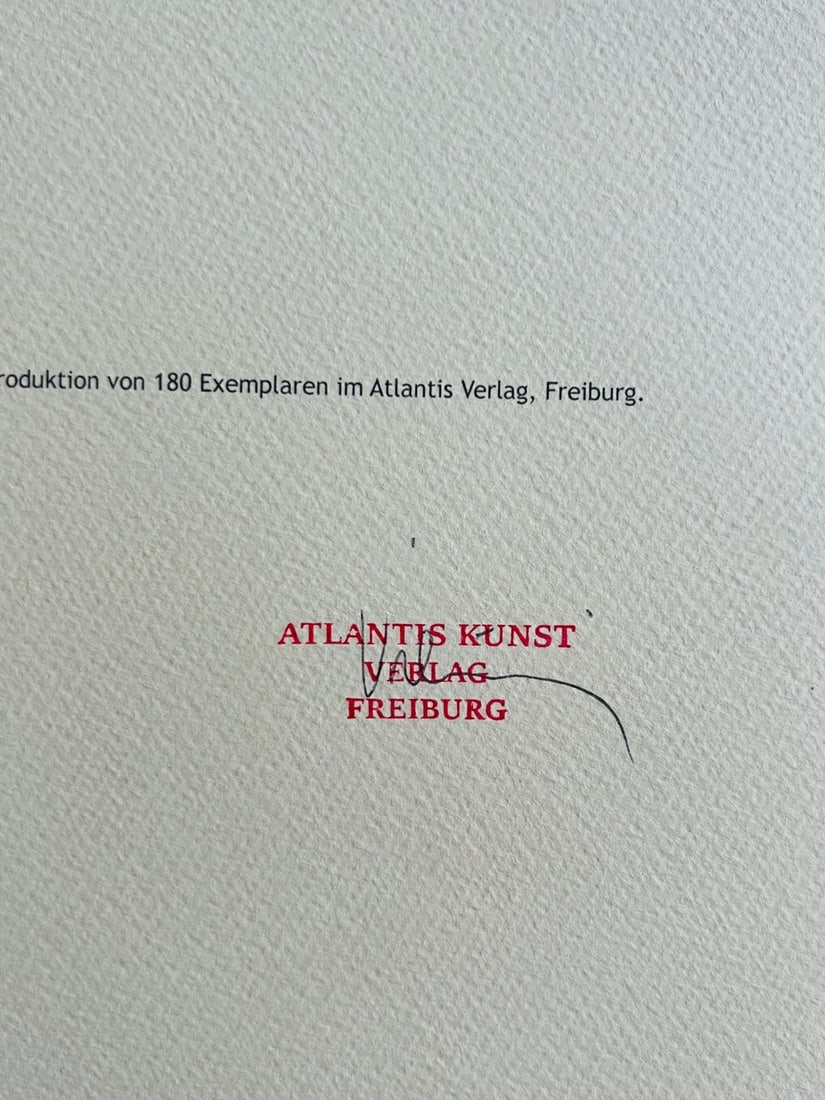 roduktion von 180 Exemplaren im Atlantis Verlag, Freiburg.
ATLANTIS KUNST
VERLAG
FREIBURG